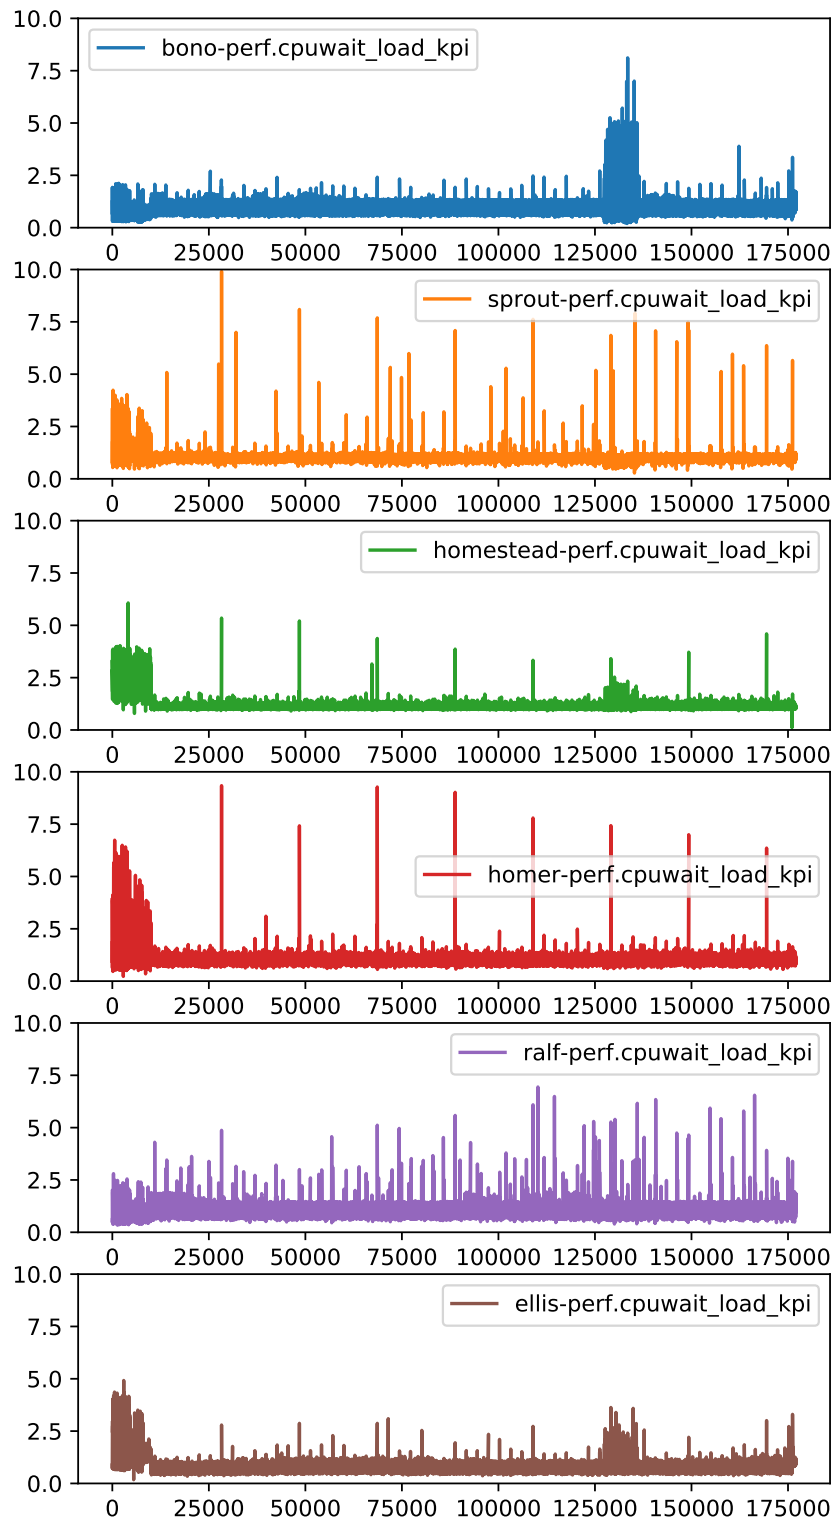 10.0
bono-perf.cpuwait_load_kpi
7.5
5.0
2.5
0.0
0 25000 50000 75000 100000 125000 150000 175000
10.0
sprout-perf.cpuwait_load_kpi
7.5
5.0
2.5
0.0
0 25000 50000 75000 100000 125000 150000 175000
10.0
homestead-perf.cpuwait_load_kpi
7.5
5.0
2.5
0.0
0 25000 50000 75000 100000 125000 150000 175000
10.0
7.5
homer-perf.cpuwait_load_kpi
5.0
2.5
0.0
0 25000 50000 75000 100000 125000 150000 175000
10.0
ralf-perf.cpuwait_load_kpi
7.5
5.0
2.5
0.0
0 25000 50000 75000 100000 125000 150000 175000
10.0
ellis-perf.cpuwait_load_kpi
7.5
5.0
2.5
0.0
0 25000 50000 75000 100000 125000 150000 175000